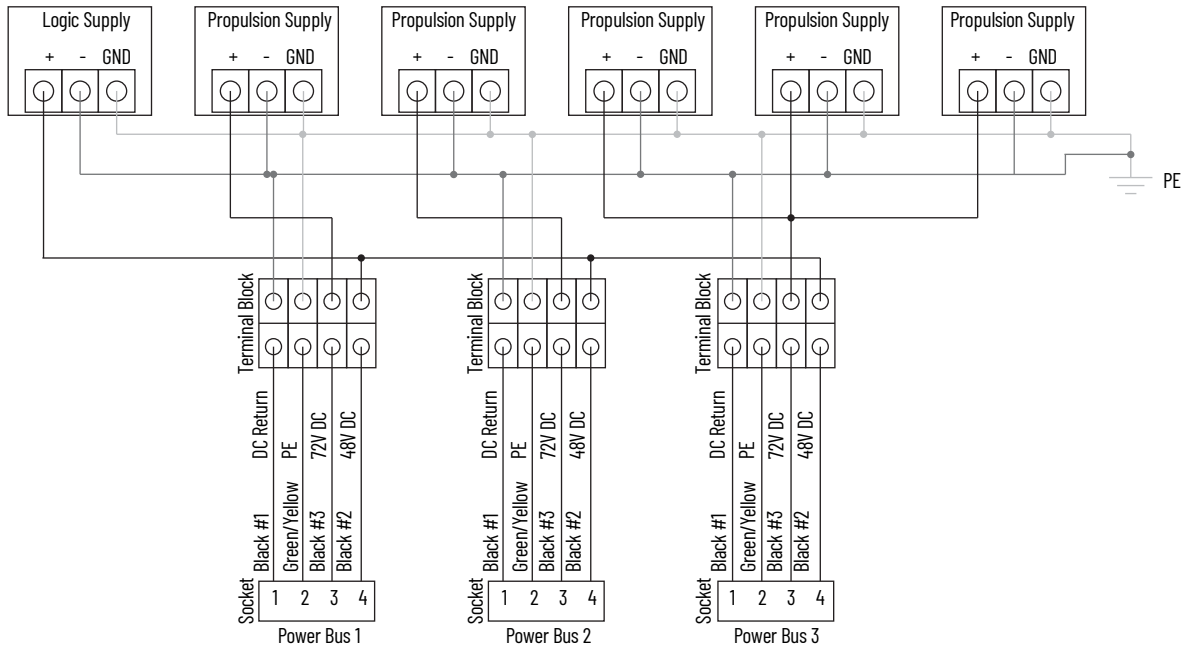 Logic Supply
+ - GND
Propulsion Supply
+ - GND
Propulsion Supply
+ - GND
Propulsion Supply
+ - GND
Propulsion Supply
+ - GND
Propulsion Supply
+ - GND
PE
Terminal Block
DC Return
PE
72V DC
48V DC
Black #1
Green/Yellow
Black #3
Black #2
Socket
1 2 3 4
Power Bus 1
Terminal Block
DC Return
PE
72V DC
48V DC
Black #1
Green/Yellow
Black #3
Black #2
Socket
1 2 3 4
Power Bus 2
Terminal Block
DC Return
PE
72V DC
48V DC
Black #1
Green/Yellow
Black #3
Black #2
Socket
1 2 3 4
Power Bus 3